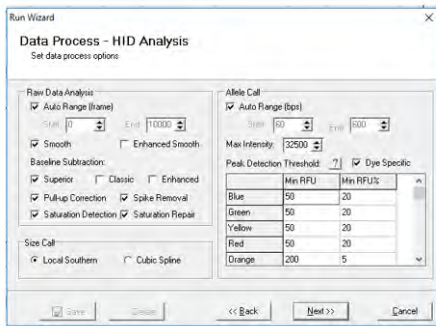 Run Wizard
Data Process - HID Analysis
Set data process options
Raw Data Analysis
Auto Range (frame)
Start 0 End 10000
Smooth Enhanced Smooth
Baseline Subtraction:
Superior Classic Enhanced
Pull-up Correction Spike Removal
Saturation Detection Saturation Repair
Size Call
Local Southern Cubic Spline
Allele Call
Auto Range (bps)
Start 60 End 600
Max Intensity: 32500
Peak Detection Threshold: ? Dye Specific
Min RFU Min RFU%
Blue 50 20
Green 50 20
Yellow 50 20
Red 50 20
Orange 200 5
Save Delete << Back Next >> Cancel